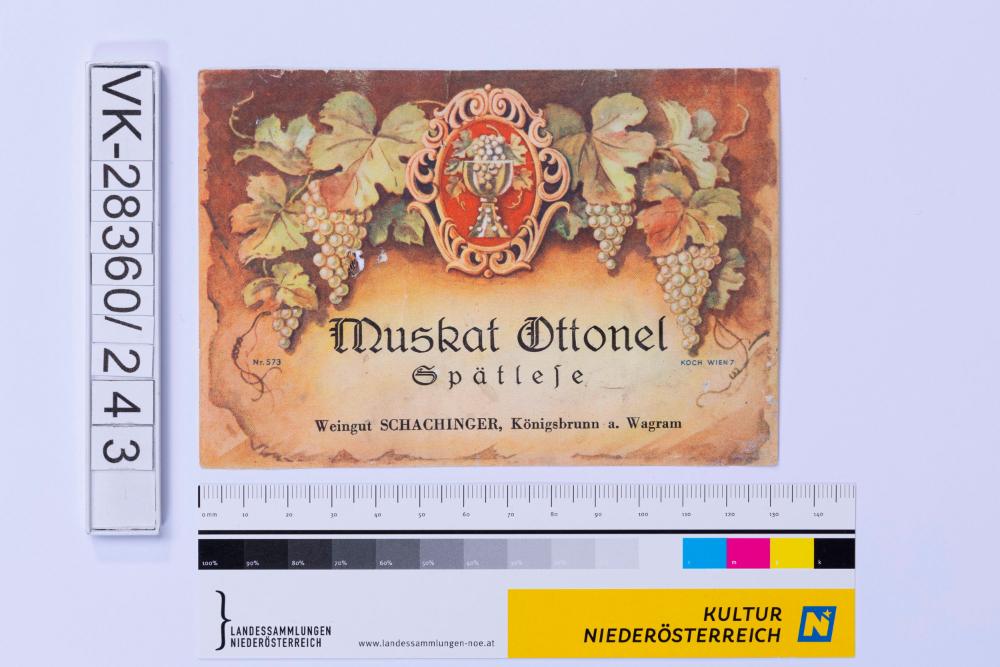 VK-28360/243
Muskat Ottonel
Nr. 573
KOCH WIEN 7
Spätleſe
Weingut SCHACHINGER, Königsbrunn a. Wagram
0 mm 10 20 30 40 50 60 70 80 90 100 110 120 130 140
100% 90% 80% 70% 60% 50% 40% m k
LANDESSAMMLUNGEN
NIEDERÖSTERREICH
www.landessammlungen-noe.at
KULTUR
NIEDERÖSTERREICH
N